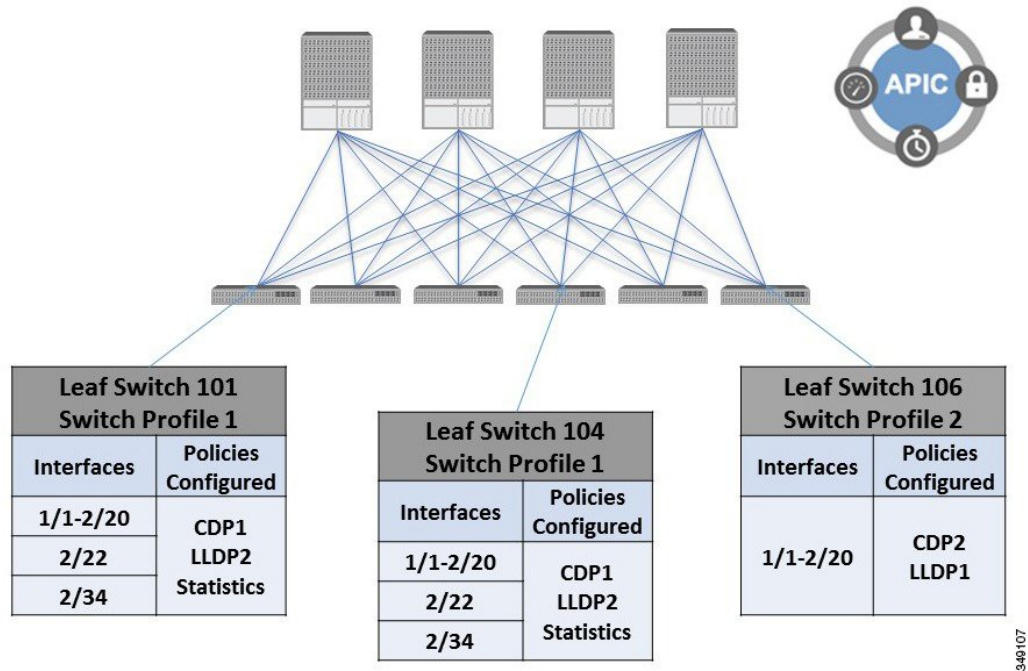 APIC
Leaf Switch 101
Switch Profile 1
Interfaces
Policies
Configured
1/1-2/20
2/22
2/34
CDP1
LLDP2
Statistics
Leaf Switch 104
Switch Profile 1
Interfaces
Policies
Configured
1/1-2/20
2/22
2/34
CDP1
LLDP2
Statistics
Leaf Switch 106
Switch Profile 2
Interfaces
Policies
Configured
1/1-2/20
CDP2
LLDP1
349107